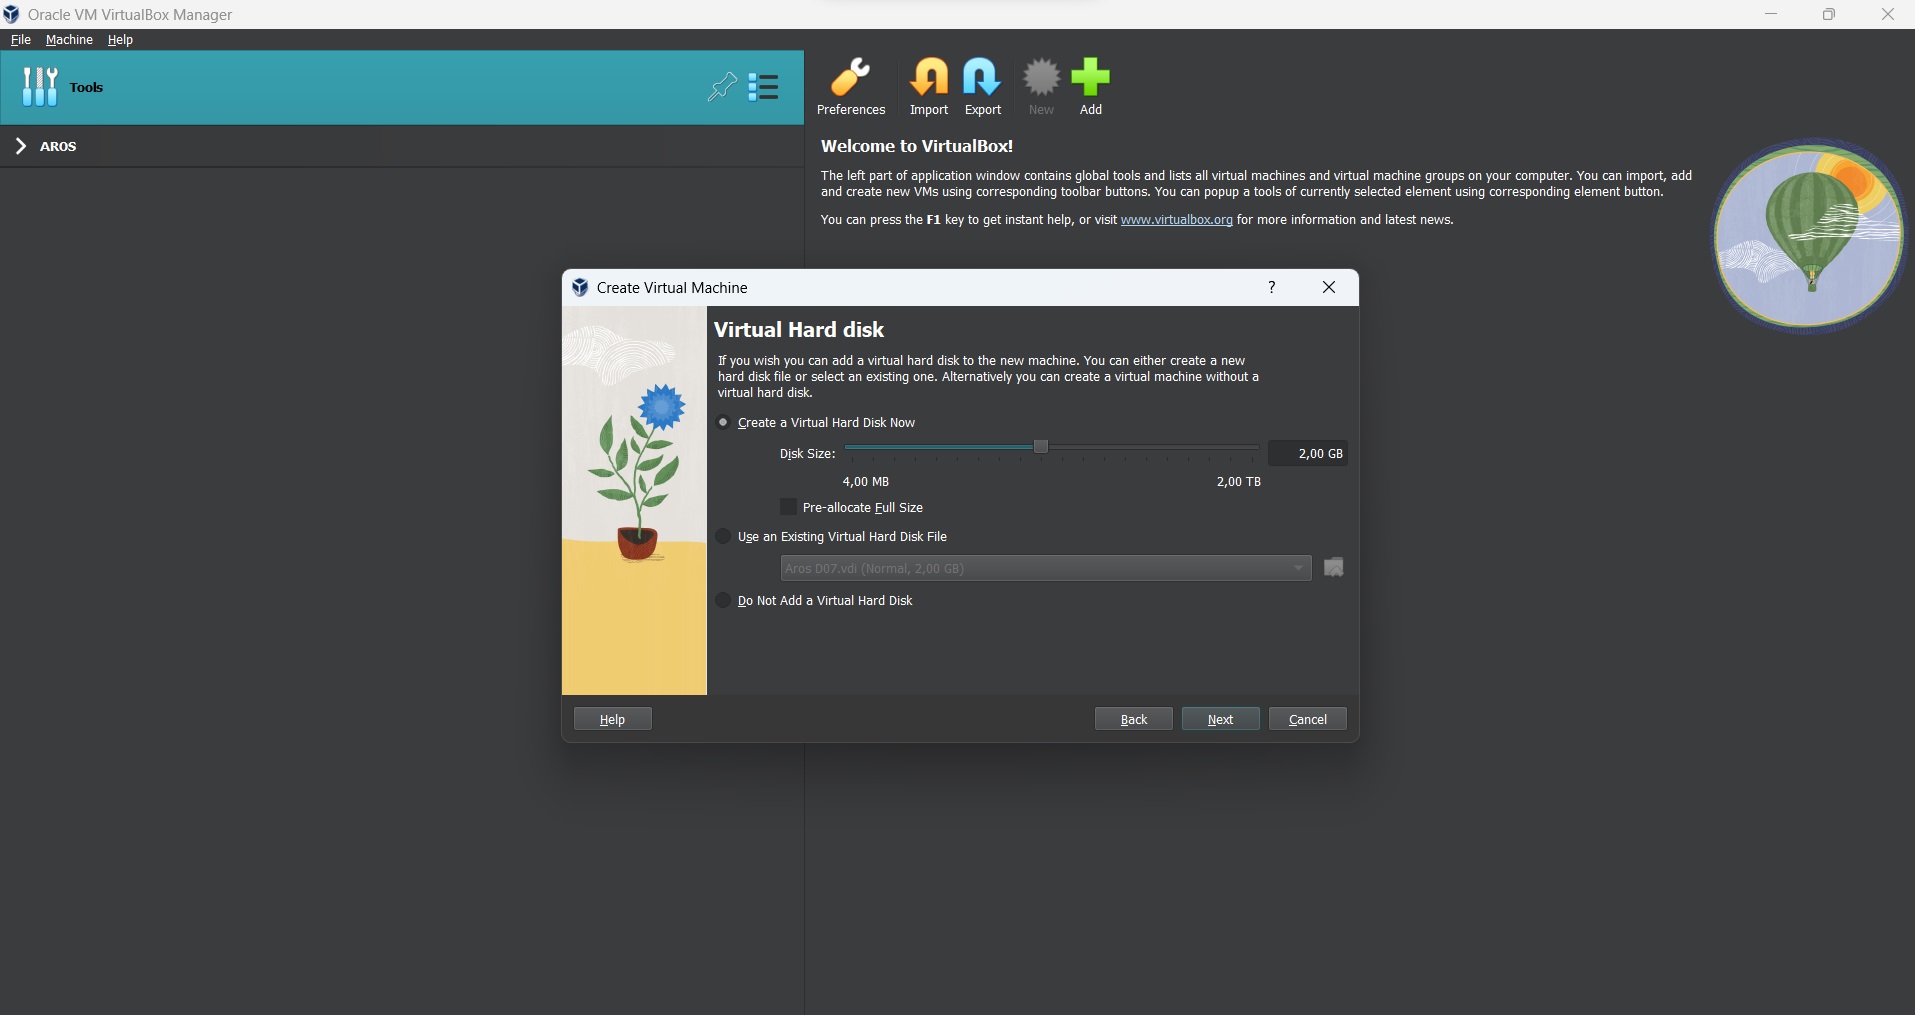 Oracle VM VirtualBox Manager
File Machine Help
Tools
Preferences Import Export New Add
AROS
Welcome to VirtualBox!
The left part of application window contains global tools and lists all virtual machines and virtual machine groups on your computer. You can import, add
and create new VMs using corresponding toolbar buttons. You can popup a tools of currently selected element using corresponding element button.
You can press the F1 key to get instant help, or visit www.virtualbox.org for more information and latest news.
Create Virtual Machine ?
Virtual Hard disk
If you wish you can add a virtual hard disk to the new machine. You can either create a new
hard disk file or select an existing one. Alternatively you can create a virtual machine without a
virtual hard disk.
Create a Virtual Hard Disk Now
Disk Size: 2,00 GB
4,00 MB 2,00 TB
Pre-allocate Full Size
Use an Existing Virtual Hard Disk File
Aros D07.vdi (Normal, 2,00 GB)
Do Not Add a Virtual Hard Disk
Help Back Next Cancel